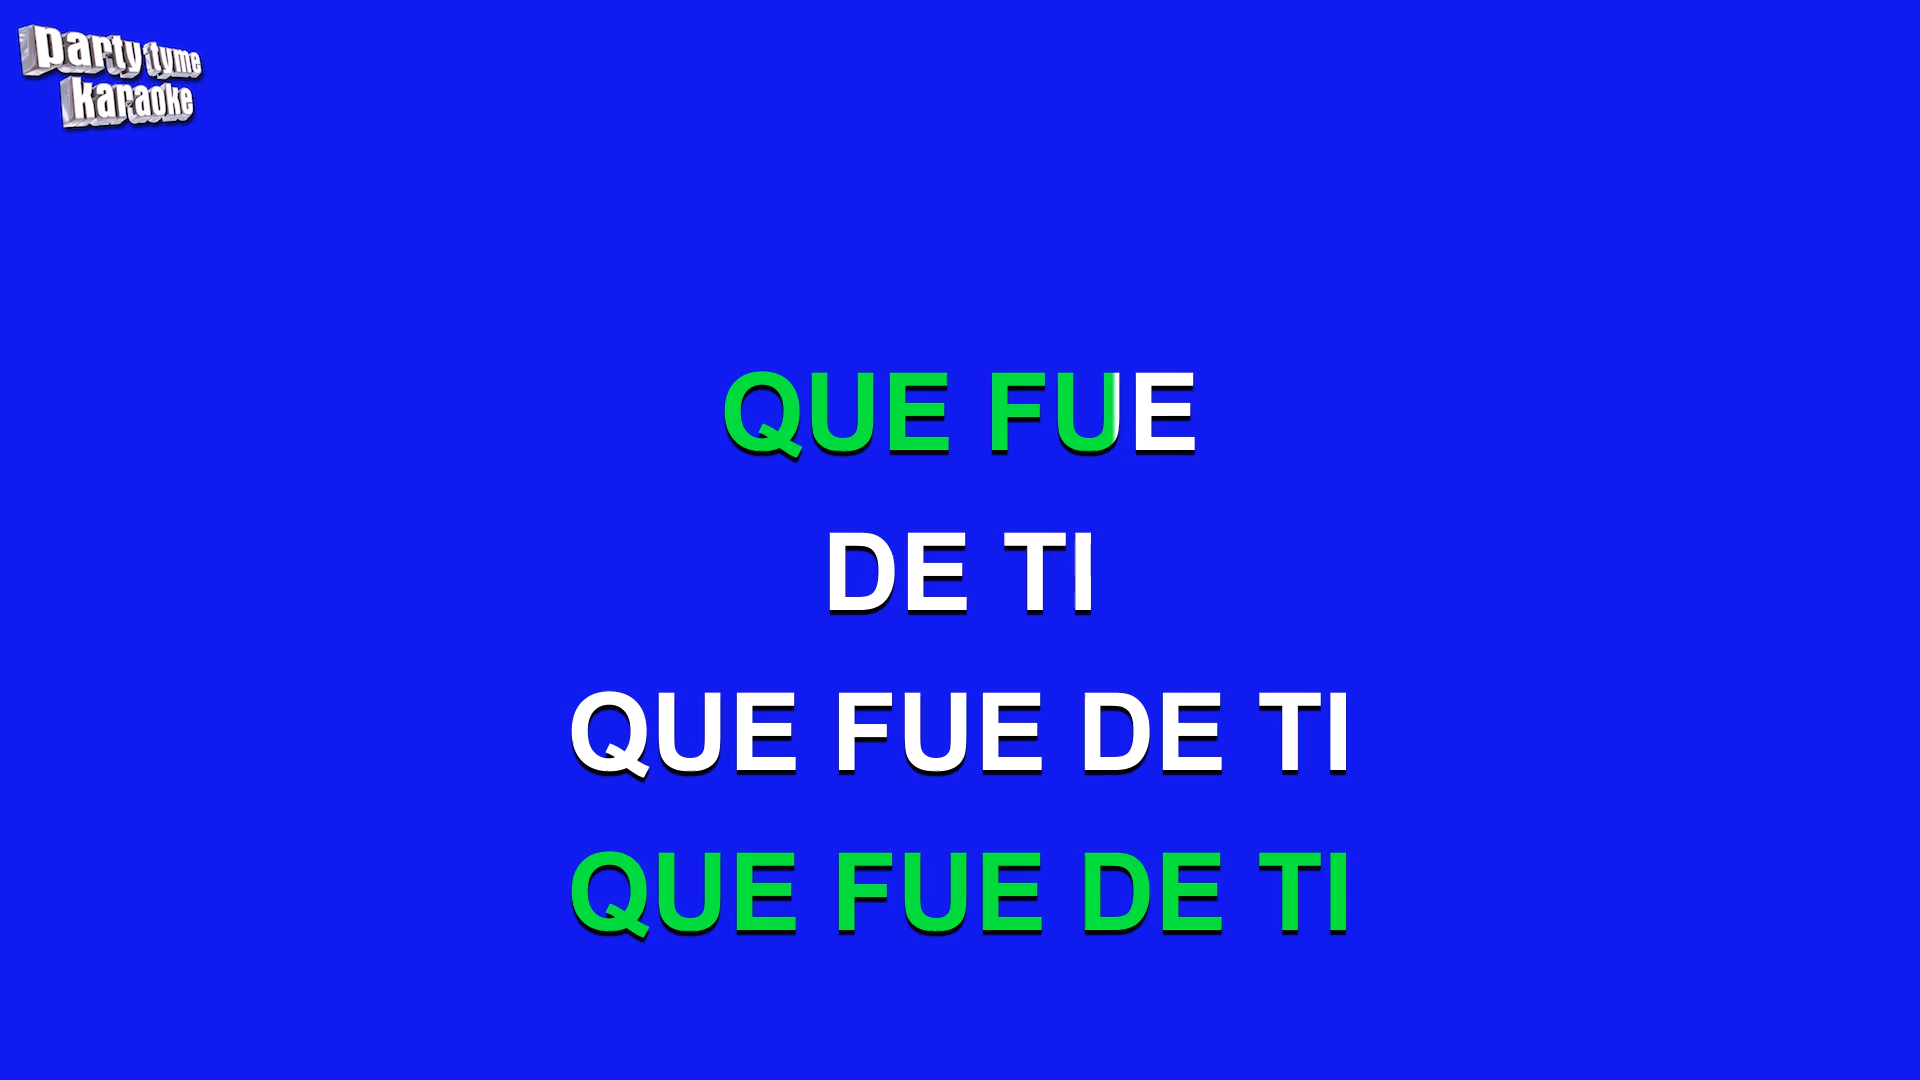 party tyme
karaoke
QUE FUE
DE TI
QUE FUE DE TI
QUE FUE DE TI